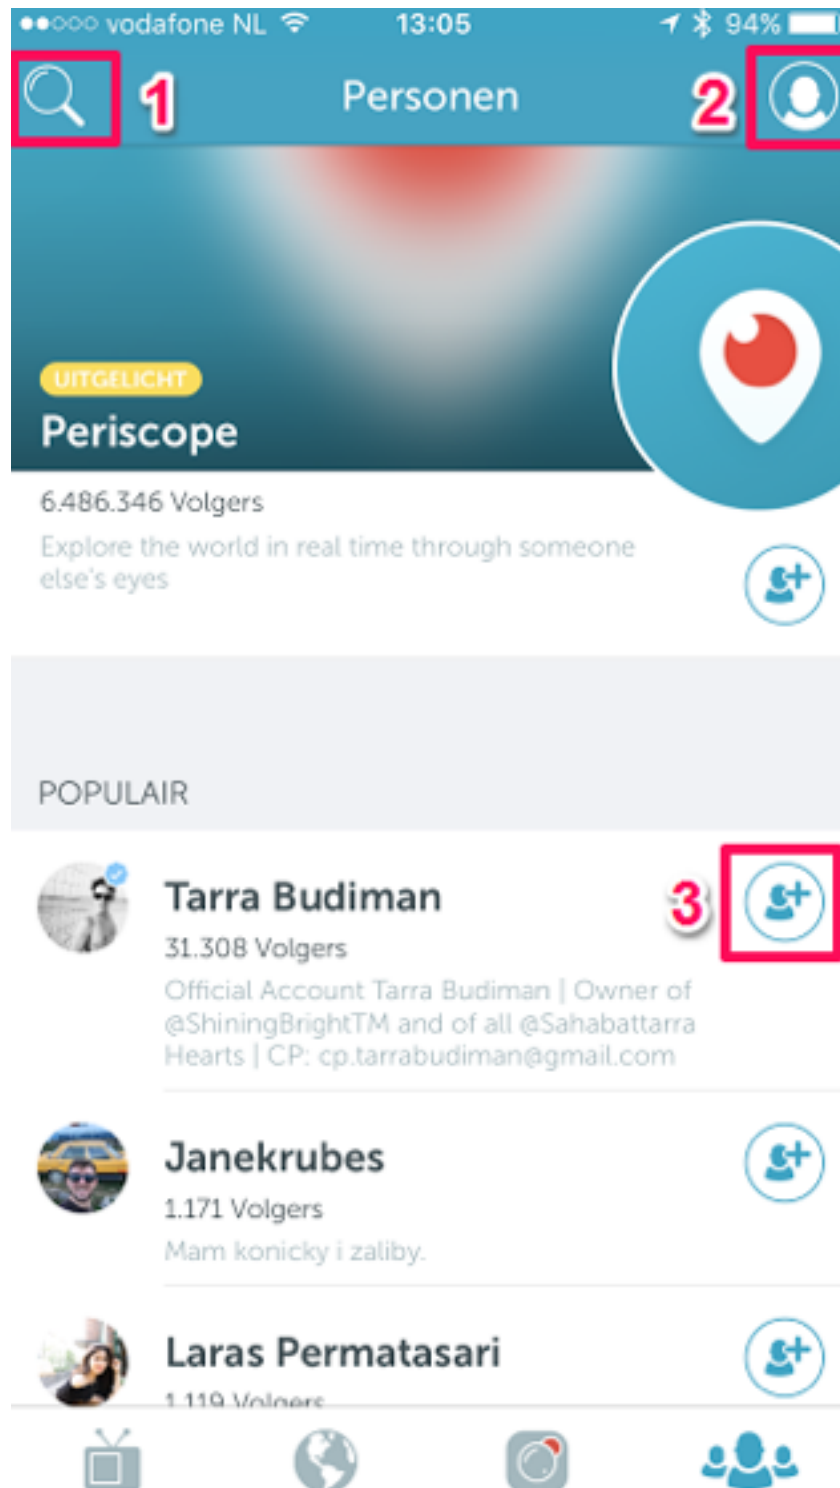 vodafone NL 13:05 94%
1 Personen 2
UITGELICHT
Periscope
6.486.346 Volgers
Explore the world in real time through someone
else's eyes
POPULAIR
Tarra Budiman 3
31.308 Volgers
Official Account Tarra Budiman | Owner of
@ShiningBrightTM and of all @Sahabattarra
Hearts | CP: cp.tarrabudiman@gmail.com
Janekrubes
1.171 Volgers
Mam konicky i zaliby.
Laras Permatasari
1.119 Volgers